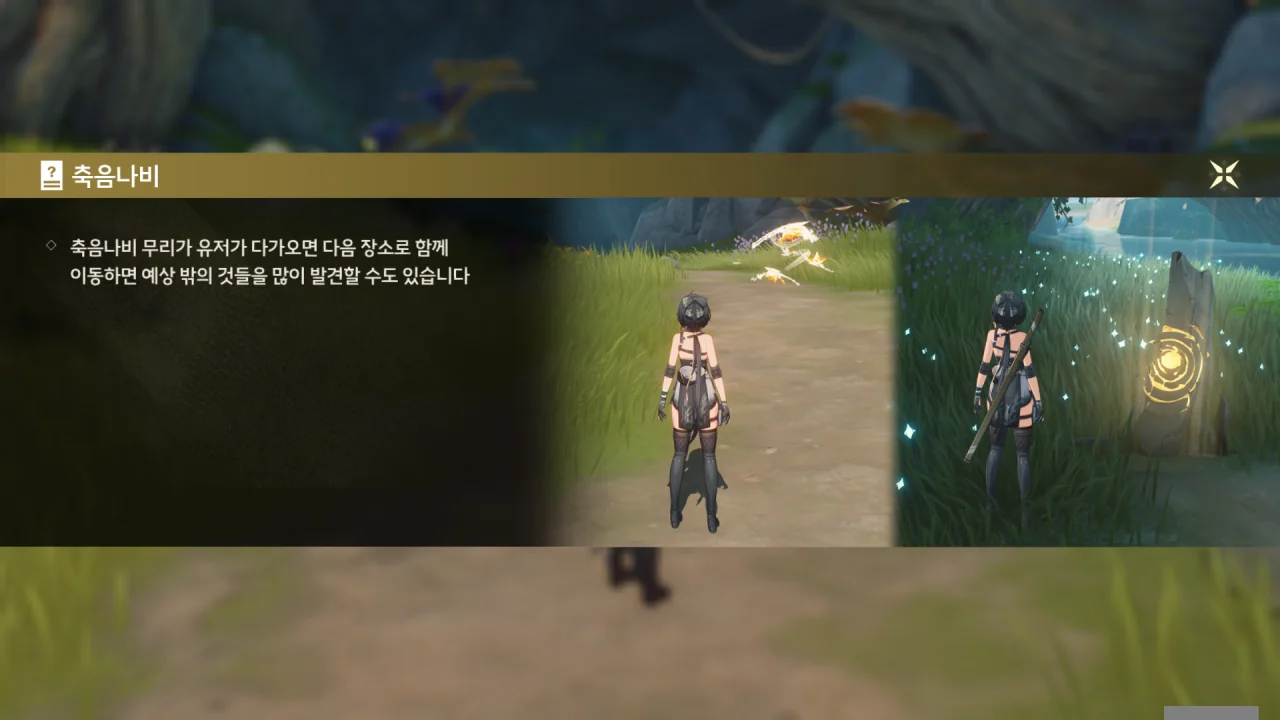 축음나비
축음나비 무리가 유저가 다가오면 다음 장소로 함께
이동하면 예상 밖의 것들을 많이 발견할 수도 있습니다